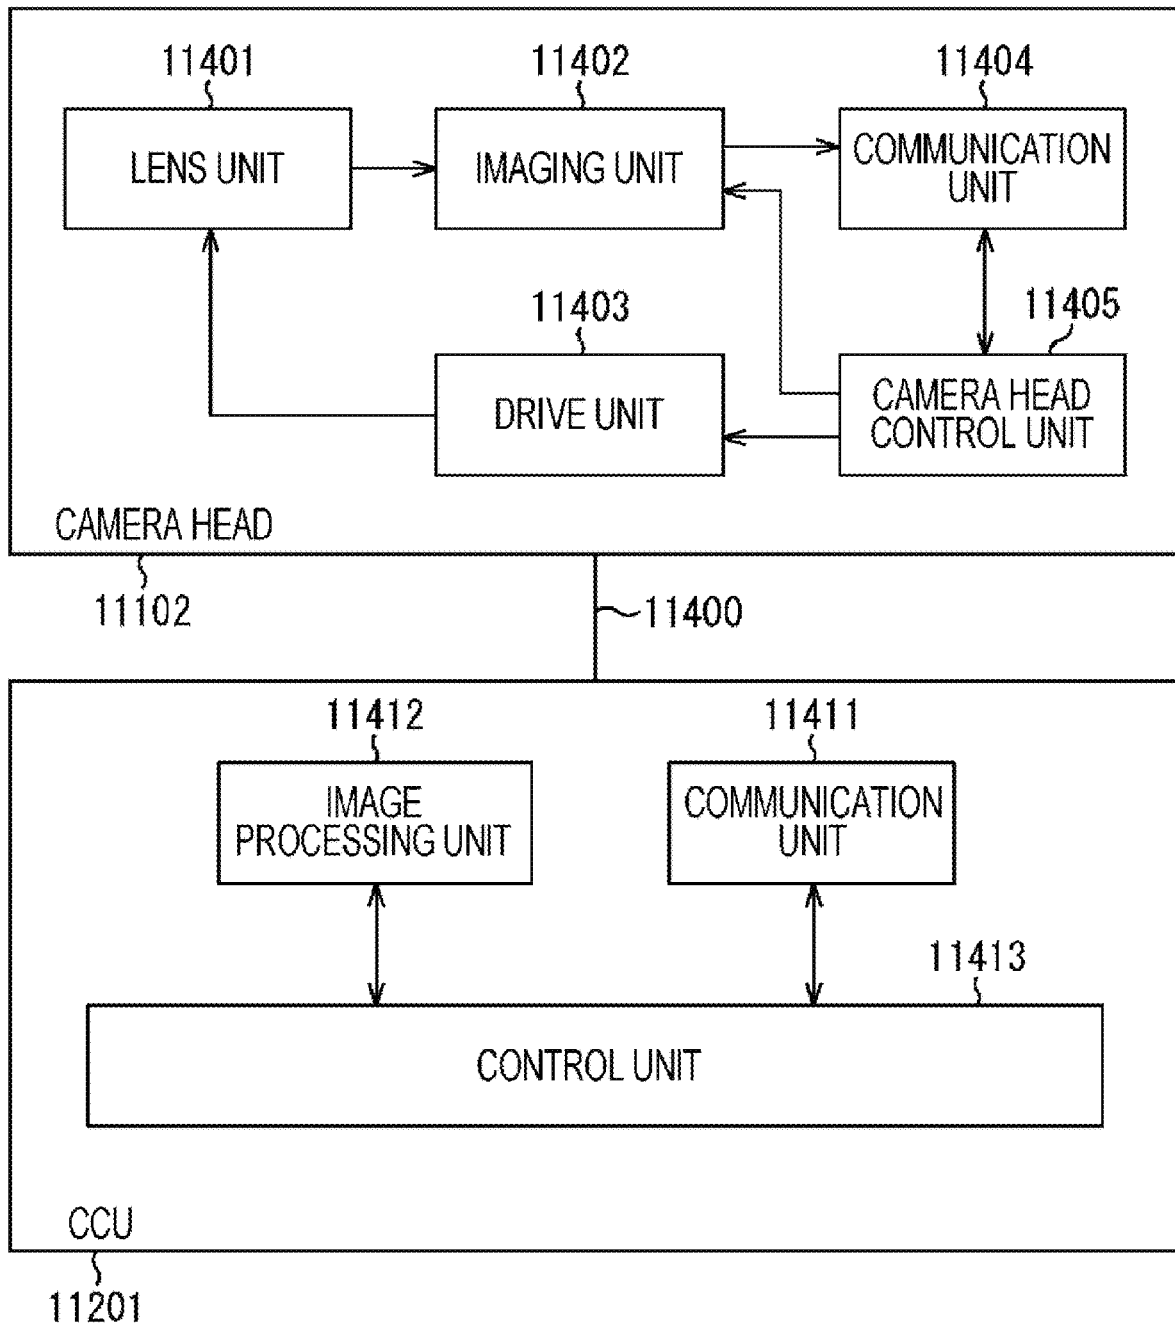 11401
11402
11404
LENS UNIT
IMAGING UNIT
COMMUNICATION
UNIT
11403
11405
DRIVE UNIT
CAMERA HEAD
CONTROL UNIT
CAMERA HEAD
11102
11400
11412
11411
IMAGE
PROCESSING UNIT
COMMUNICATION
UNIT
11413
CONTROL UNIT
CCU
11201